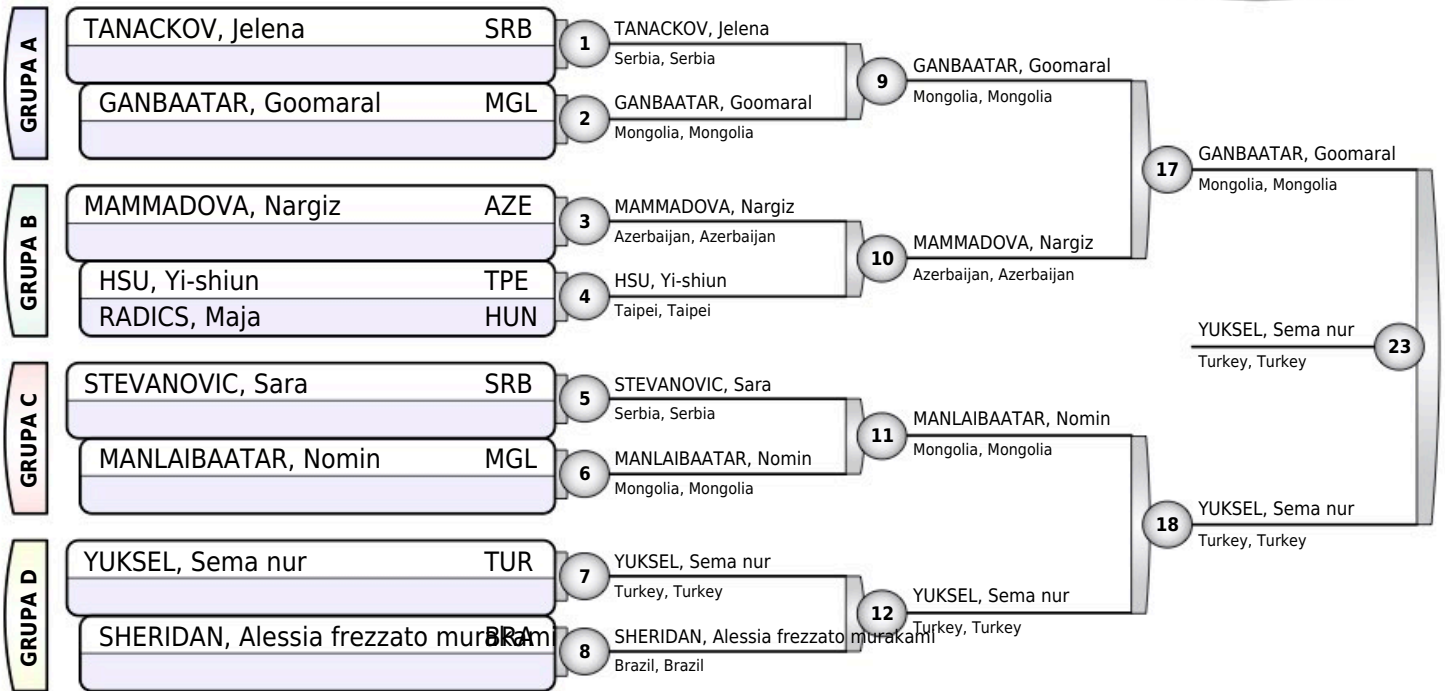 GRUPA A
TANACKOV, Jelena SRB
GANBAATAR, Goomaral MGL
GRUPA B
MAMMADOVA, Nargiz AZE
HSU, Yi-shiun TPE
RADICS, Maja HUN
GRUPA C
STEVANOVIC, Sara SRB
MANLAIBAATAR, Nomin MGL
GRUPA D
YUKSEL, Sema nur TUR
SHERIDAN, Alessia frezzato murakami BRA
1
TANACKOV, Jelena
Serbia, Serbia
2
GANBAATAR, Goomaral
Mongolia, Mongolia
3
MAMMADOVA, Nargiz
Azerbaijan, Azerbaijan
4
HSU, Yi-shiun
Taipei, Taipei
5
STEVANOVIC, Sara
Serbia, Serbia
6
MANLAIBAATAR, Nomin
Mongolia, Mongolia
7
YUKSEL, Sema nur
Turkey, Turkey
8
SHERIDAN, Alessia frezzato murakami
Brazil, Brazil
9
GANBAATAR, Goomaral
Mongolia, Mongolia
10
MAMMADOVA, Nargiz
Azerbaijan, Azerbaijan
11
MANLAIBAATAR, Nomin
Mongolia, Mongolia
12
YUKSEL, Sema nur
Turkey, Turkey
17
GANBAATAR, Goomaral
Mongolia, Mongolia
18
YUKSEL, Sema nur
Turkey, Turkey
YUKSEL, Sema nur
Turkey, Turkey
23